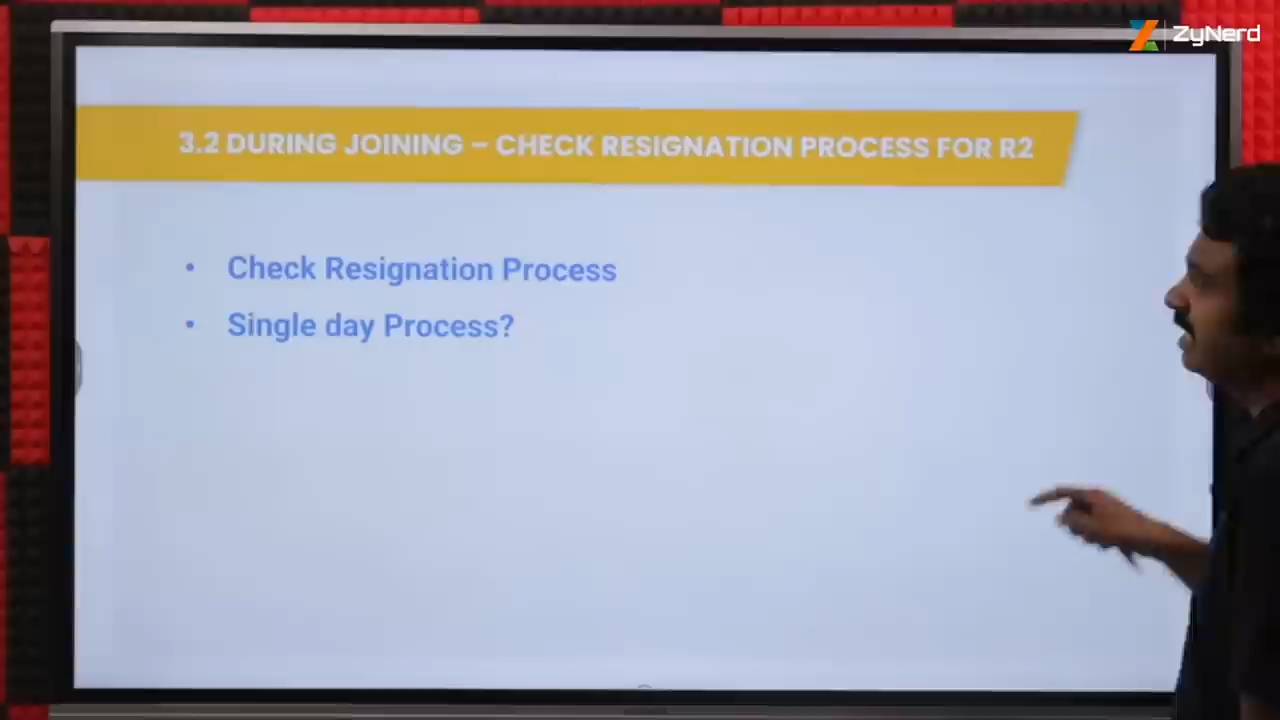 ZyNerd
3.2 DURING JOINING – CHECK RESIGNATION PROCESS FOR R2
• Check Resignation Process
• Single day Process?